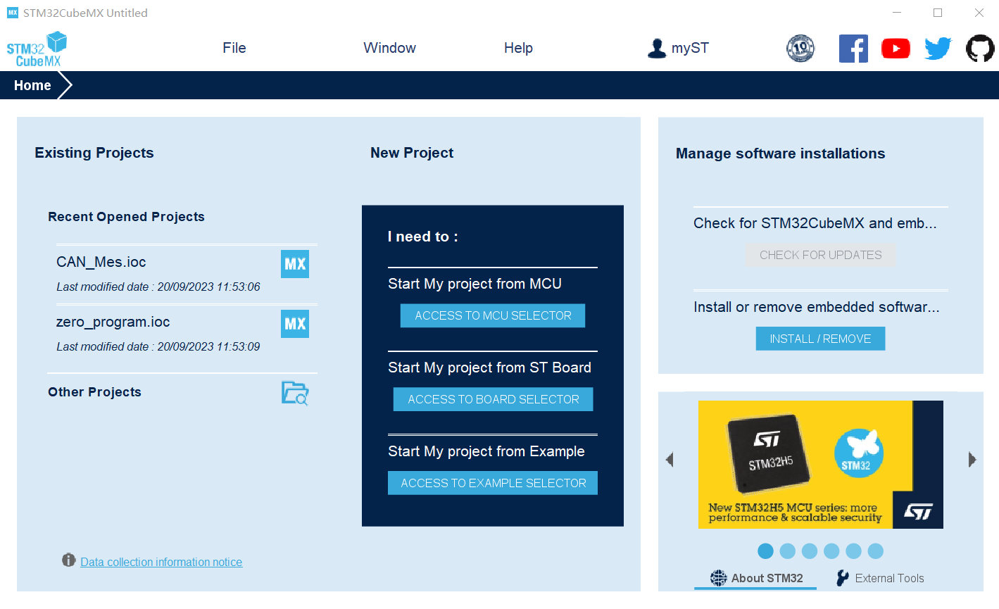 MX STM32CubeMX Untitled
STM32
CubeMX
File
Window
Help
myST
10
Home
Existing Projects
Recent Opened Projects
CAN_Mes.ioc
MX
Last modified date : 20/09/2023 11:53:06
zero_program.ioc
MX
Last modified date : 20/09/2023 11:53:09
Other Projects
Data collection information notice
New Project
I need to :
Start My project from MCU
ACCESS TO MCU SELECTOR
Start My project from ST Board
ACCESS TO BOARD SELECTOR
Start My project from Example
ACCESS TO EXAMPLE SELECTOR
Manage software installations
Check for STM32CubeMX and emb...
CHECK FOR UPDATES
Install or remove embedded softwar...
INSTALL / REMOVE
ST
STM32H5
STM32
New STM32H5 MCU series: more
performance & scalable security
ST
About STM32
External Tools